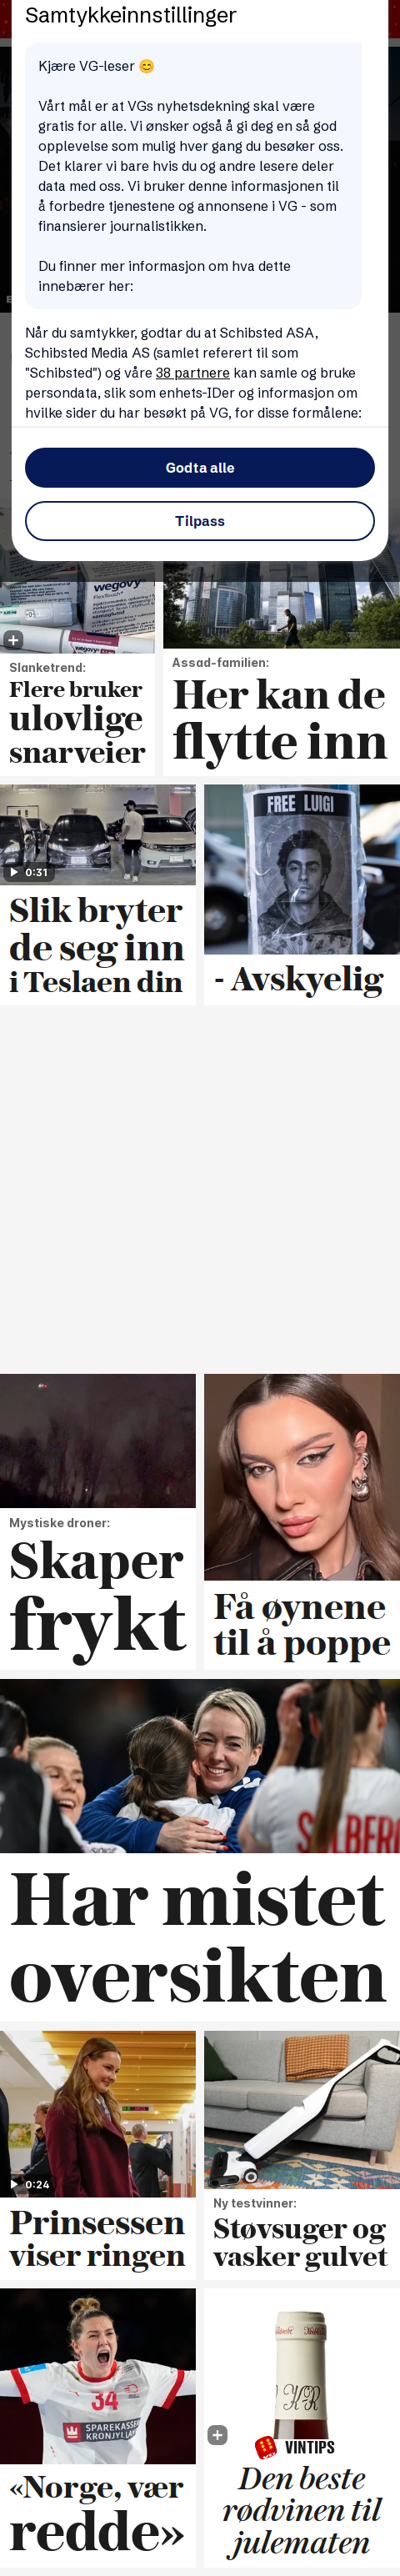 Samtykkeinnstillinger
Kjære VG-leser 😊
Vårt mål er at VGs nyhetsdekning skal være
gratis for alle. Vi ønsker også å gi deg en så god
opplevelse som mulig hver gang du besøker oss.
Det klarer vi bare hvis du og andre lesere deler
data med oss. Vi bruker denne informasjonen til
å forbedre tjenestene og annonsene i VG - som
finansierer journalistikken.
Du finner mer informasjon om hva dette
innebærer her:
Når du samtykker, godtar du at Schibsted ASA,
Schibsted Media AS (samlet referert til som
"Schibsted") og våre 38 partnere kan samle og bruke
persondata, slik som enhets-IDer og informasjon om
hvilke sider du har besøkt på VG, for disse formålene:
Godta alle
Tilpass
wegovy
Slanketrend:
Flere bruker
ulovlige
snarveier
Assad-familien:
Her kan de
flytte inn
0:31
Slik bryter
de seg inn
i Teslaen din
FREE LUIGI
- Avskyelig
Mystiske droner:
Skaper
frykt
Få øynene
til å poppe
SOLBERG
Har mistet
oversikten
0:24
Prinsessen
viser ringen
Ny testvinner:
Støvsuger og
vasker gulvet
34
SPAREKASSEN
KRONJYLLAND
«Norge, vær
redde»
KR
VINTIPS
Den beste
rødvinen til
julematen